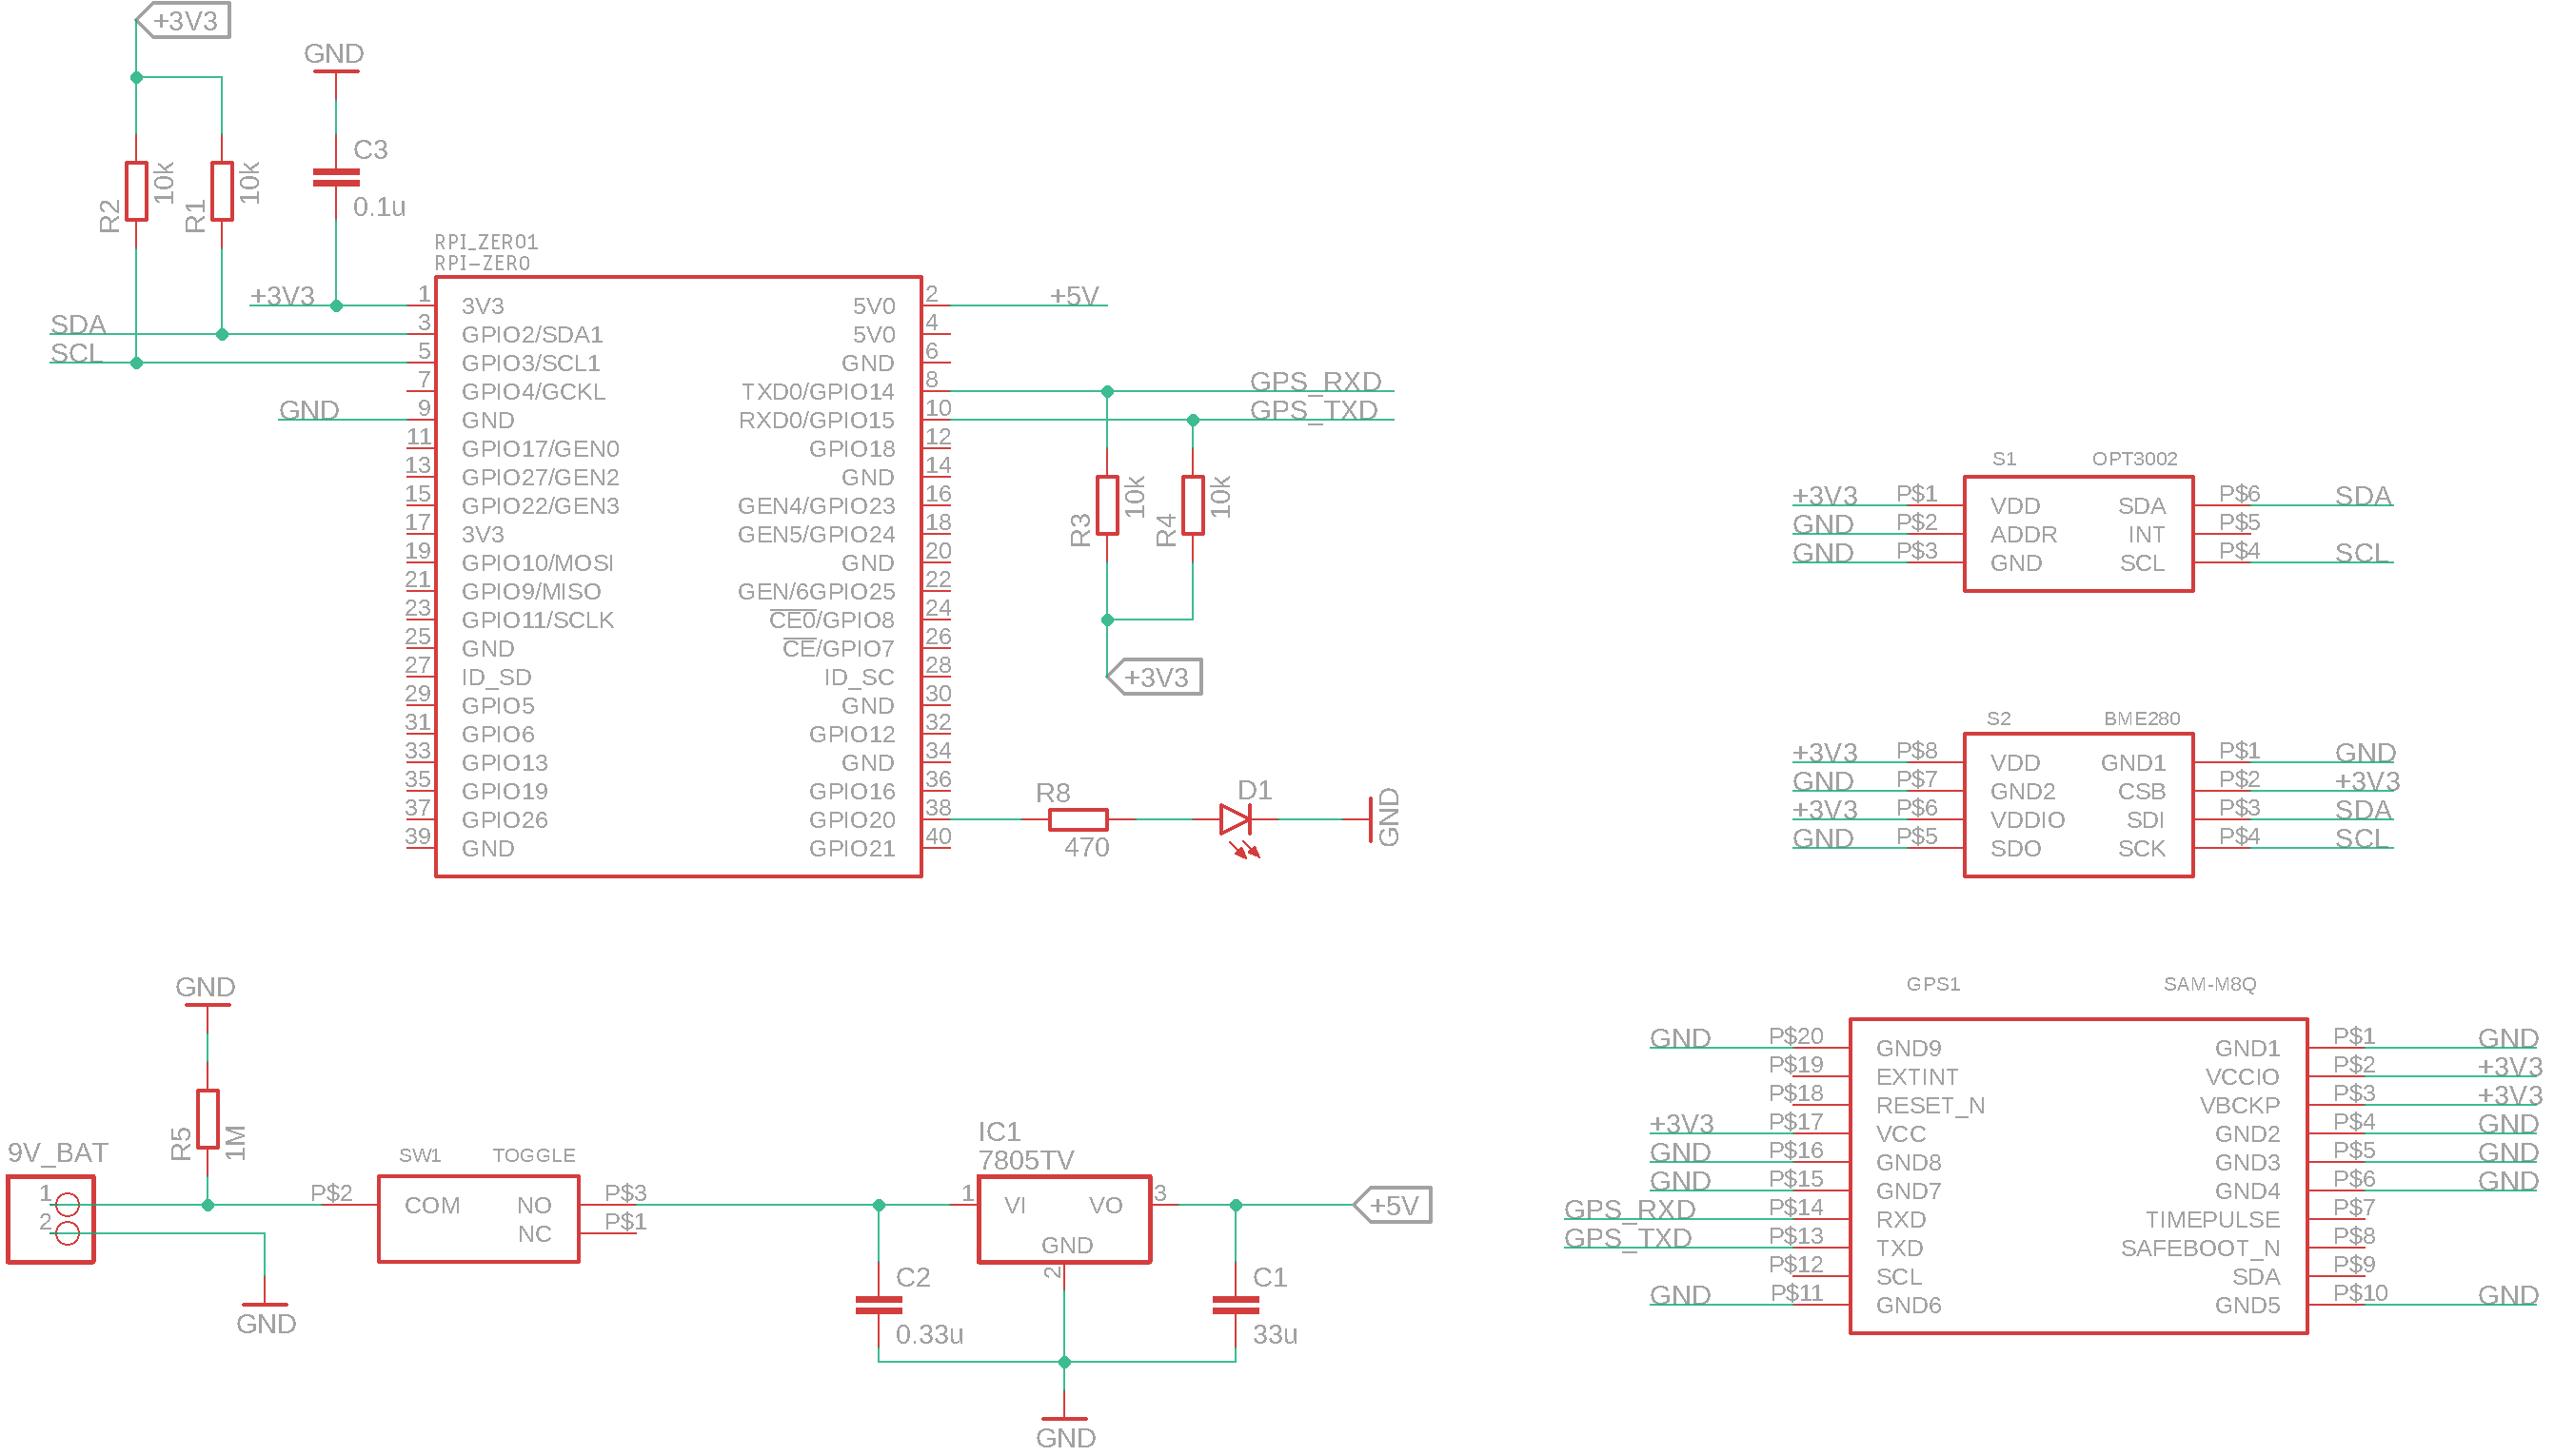 +3V3
GND
R2
10k
R1
10k
C3
0.1u
RPI_ZERO1
RPI-ZERO
+3V3
SDA
SCL
GND
1 3V3 5V0 2
3 GPIO2/SDA1 5V0 4
5 GPIO3/SCL1 GND 6
7 GPIO4/GCKL TXD0/GPIO14 8
9 GND RXD0/GPIO15 10
11 GPIO17/GEN0 GPIO18 12
13 GPIO27/GEN2 GND 14
15 GPIO22/GEN3 GEN4/GPIO23 16
17 3V3 GEN5/GPIO24 18
19 GPIO10/MOSI GND 20
21 GPIO9/MISO GEN/6GPIO25 22
23 GPIO11/SCLK CE0/GPIO8 24
25 GND CE/GPIO7 26
27 ID_SD ID_SC 28
29 GPIO5 GND 30
31 GPIO6 GPIO12 32
33 GPIO13 GND 34
35 GPIO19 GPIO16 36
37 GPIO26 GPIO20 38
39 GND GPIO21 40
+5V
GPS_RXD
GPS_TXD
R3
10k
R4
10k
+3V3
R8
470
D1
GND
S1 OPT3002
+3V3 P$1 VDD SDA P$6 SDA
GND P$2 ADDR INT P$5
GND P$3 GND SCL P$4 SCL
S2 BME280
+3V3 P$8 VDD GND1 P$1 GND
GND P$7 GND2 CSB P$2 +3V3
+3V3 P$6 VDDIO SDI P$3 SDA
GND P$5 SDO SCK P$4 SCL
GND
R5
1M
9V_BAT
1
2
GND
SW1 TOGGLE
P$2 COM NO P$3
NC P$1
IC1
7805TV
1 VI VO 3
GND
2
+5V
C2
0.33u
C1
33u
GND
GPS1 SAM-M8Q
GND P$20 GND9 GND1 P$1 GND
P$19 EXTINT VCCIO P$2 +3V3
P$18 RESET_N VBCKP P$3 +3V3
+3V3 P$17 VCC GND2 P$4 GND
GND P$16 GND8 GND3 P$5 GND
GND P$15 GND7 GND4 P$6 GND
GPS_RXD P$14 RXD TIMEPULSE P$7
GPS_TXD P$13 TXD SAFEBOOT_N P$8
P$12 SCL SDA P$9
GND P$11 GND6 GND5 P$10 GND